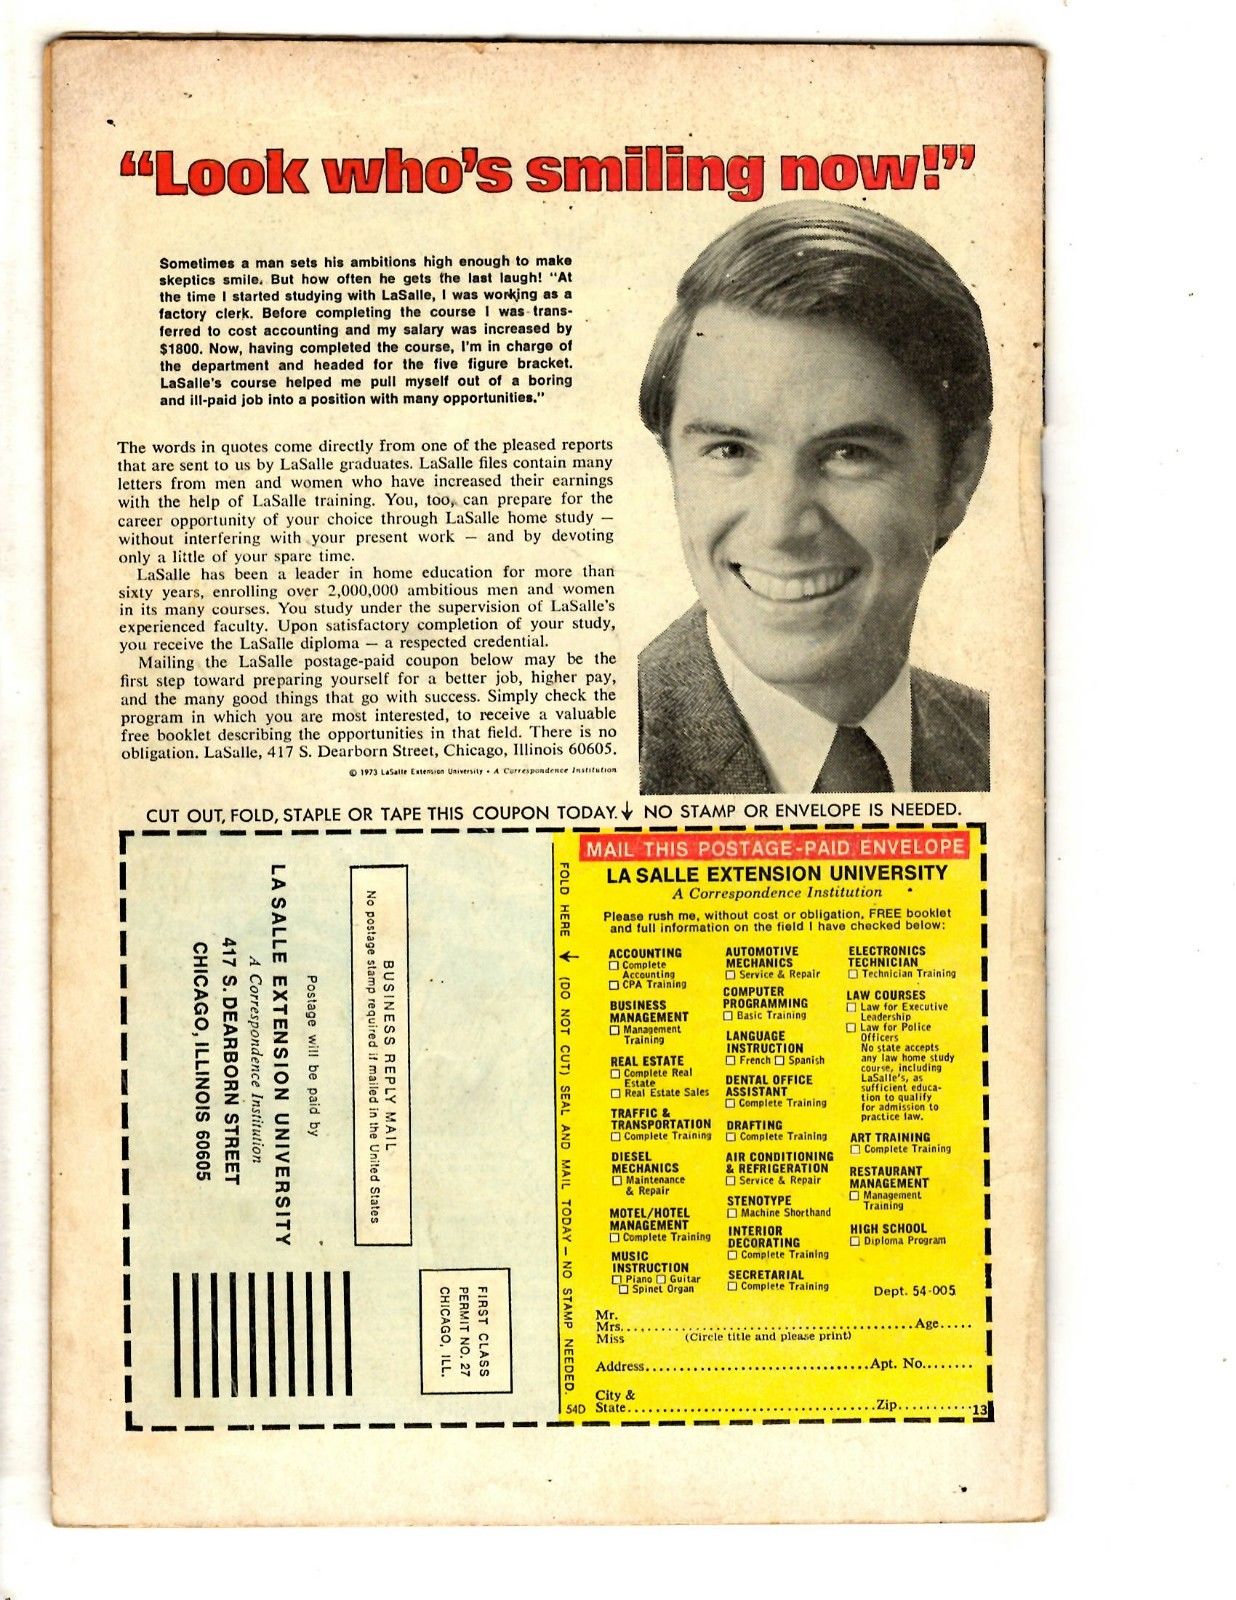 “Look who’s smiling now!”
Sometimes a man sets his ambitions high enough to make
skeptics smile. But how often he gets the last laugh! “At
the time I started studying with LaSalle, I was working as a
factory clerk. Before completing the course I was trans-
ferred to cost accounting and my salary was increased by
$1800. Now, having completed the course, I’m in charge of
the department and headed for the five figure bracket.
LaSalle’s course helped me pull myself out of a boring
and ill-paid job into a position with many opportunities.”
The words in quotes come directly from one of the pleased reports
that are sent to us by LaSalle graduates. LaSalle files contain many
letters from men and women who have increased their earnings
with the help of LaSalle training. You, too, can prepare for the
career opportunity of your choice through LaSalle home study —
without interfering with your present work — and by devoting
only a little of your spare time.
LaSalle has been a leader in home education for more than
sixty years, enrolling over 2,000,000 ambitious men and women
in its many courses. You study under the supervision of LaSalle’s
experienced faculty. Upon satisfactory completion of your study,
you receive the LaSalle diploma — a respected credential.
Mailing the LaSalle postage-paid coupon below may be the
first step toward preparing yourself for a better job, higher pay,
and the many good things that go with success. Simply check the
program in which you are most interested, to receive a valuable
free booklet describing the opportunities in that field. There is no
obligation. LaSalle, 417 S. Dearborn Street, Chicago, Illinois 60605.
© 1973 LaSalle Extension University • A Correspondence Institution
CUT OUT, FOLD, STAPLE OR TAPE THIS COUPON TODAY. ↓ NO STAMP OR ENVELOPE IS NEEDED.
BUSINESS REPLY MAIL
No postage stamp required if mailed in the United States
Postage will be paid by
LA SALLE EXTENSION UNIVERSITY
A Correspondence Institution
417 S. DEARBORN STREET
CHICAGO, ILLINOIS 60605
FIRST CLASS
PERMIT NO. 27
CHICAGO, ILL.
FOLD HERE ↓ (DO NOT CUT) SEAL AND MAIL TODAY — NO STAMP NEEDED.
54D
MAIL THIS POSTAGE-PAID ENVELOPE
LA SALLE EXTENSION UNIVERSITY
A Correspondence Institution
Please rush me, without cost or obligation, FREE booklet
and full information on the field I have checked below:
ACCOUNTING
☐ Complete
Accounting
☐ CPA Training
BUSINESS
MANAGEMENT
☐ Management
Training
REAL ESTATE
☐ Complete Real
Estate
☐ Real Estate Sales
TRAFFIC &
TRANSPORTATION
☐ Complete Training
DIESEL
MECHANICS
☐ Maintenance
& Repair
MOTEL/HOTEL
MANAGEMENT
☐ Complete Training
MUSIC
INSTRUCTION
☐ Piano ☐ Guitar
☐ Spinet Organ
AUTOMOTIVE
MECHANICS
☐ Service & Repair
COMPUTER
PROGRAMMING
☐ Basic Training
LANGUAGE
INSTRUCTION
☐ French ☐ Spanish
DENTAL OFFICE
ASSISTANT
☐ Complete Training
DRAFTING
☐ Complete Training
AIR CONDITIONING
& REFRIGERATION
☐ Service & Repair
STENOTYPE
☐ Machine Shorthand
INTERIOR
DECORATING
☐ Complete Training
SECRETARIAL
☐ Complete Training
ELECTRONICS
TECHNICIAN
☐ Technician Training
LAW COURSES
☐ Law for Executive
Leadership
☐ Law for Police
Officers
No state accepts
any law home study
course, including
LaSalle’s, as
sufficient educa-
tion to qualify
for admission to
practice law.
ART TRAINING
☐ Complete Training
RESTAURANT
MANAGEMENT
☐ Management
Training
HIGH SCHOOL
☐ Diploma Program
Dept. 54-005
Mr.
Mrs.................................................Age.....
Miss (Circle title and please print)
Address.................................Apt. No........
City &
State.....................................Zip...........
13